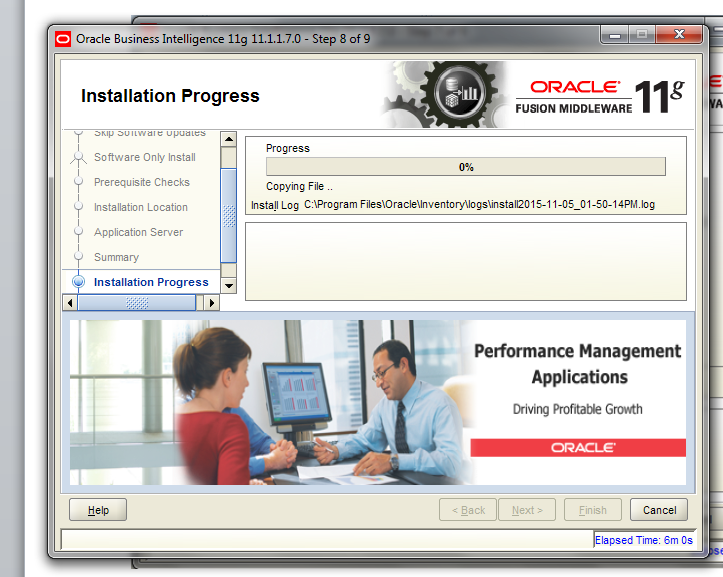 Oracle Business Intelligence 11g 11.1.1.7.0 - Step 8 of 9
Installation Progress
ORACLE
FUSION MIDDLEWARE 11g
Skip Software Updates
Software Only Install
Prerequisite Checks
Installation Location
Application Server
Summary
Installation Progress
Progress
0%
Copying File ..
Install Log C:\Program Files\Oracle\Inventory\logs\install2015-11-05_01-50-14PM.log
Performance Management
Applications
Driving Profitable Growth
ORACLE
Help
< Back
Next >
Finish
Cancel
Elapsed Time: 6m 0s